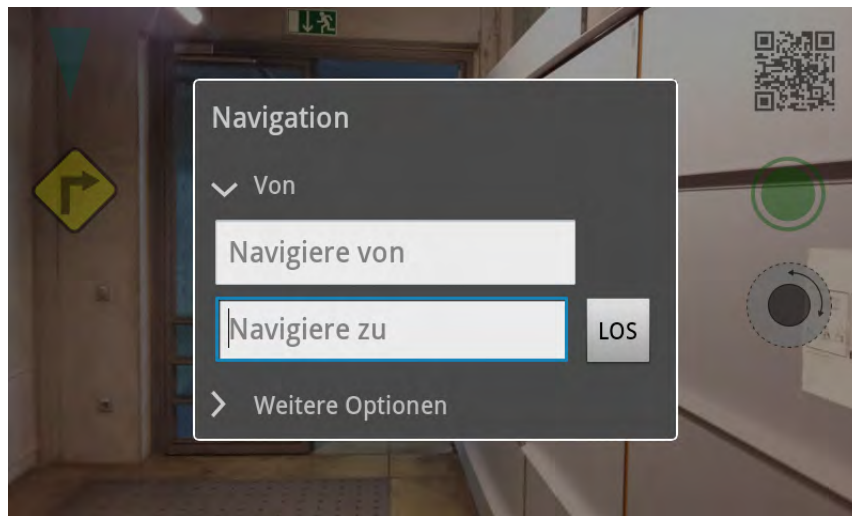 Navigation
Von
Navigiere von
Navigiere zu
LOS
Weitere Optionen